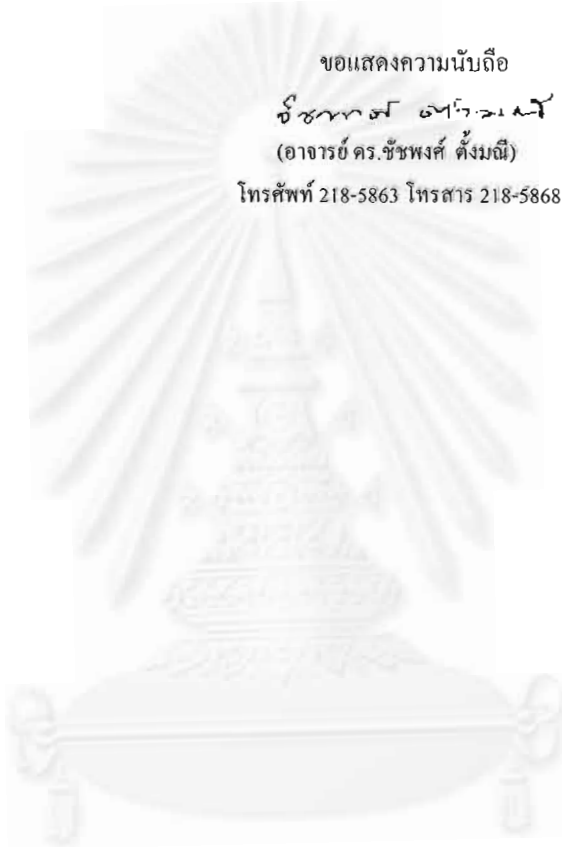 ขอแสดงความนับถือ
(อาจารย์ ดร.ชัชพงศ์ ตั้งมณี)
โทรศัพท์ 218-5863 โทรสาร 218-5868